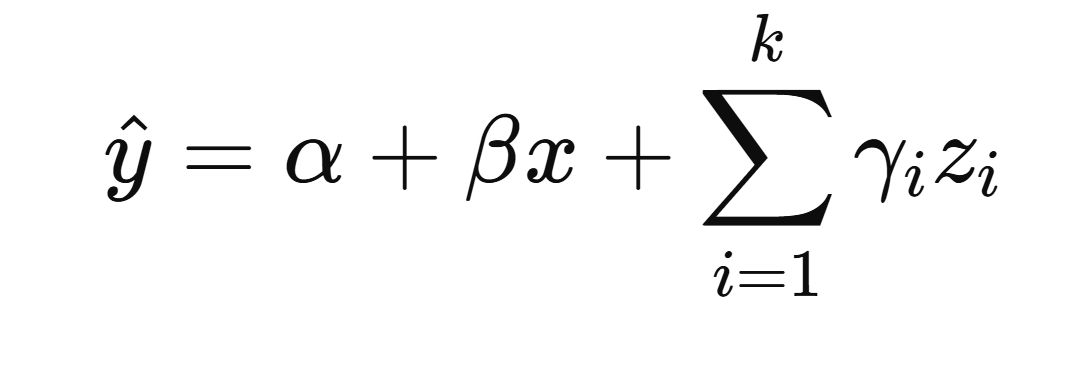 ŷ = α + βx + ∑_{i=1}^{k} γ_i z_i